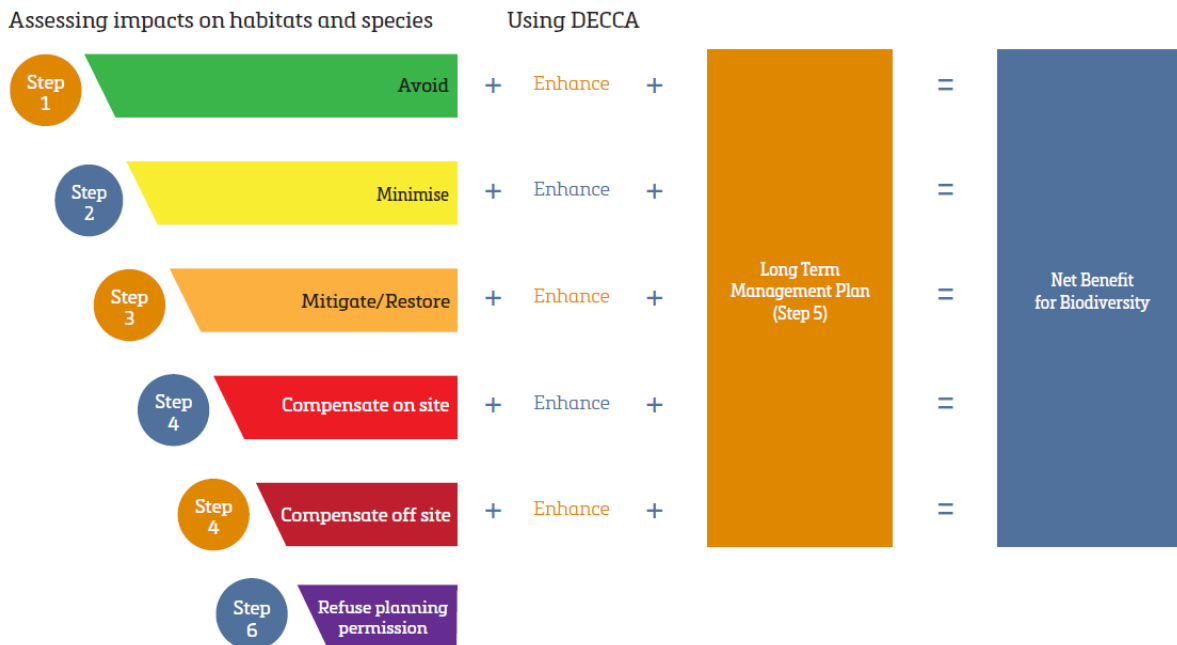 Assessing impacts on habitats and species
Using DECCA
Step
1
Avoid
+ Enhance + =
Step
2
Minimise
+ Enhance + =
Step
3
Mitigate/Restore
+ Enhance + =
Long Term
Management Plan
(Step 5)
Net Benefit
for Biodiversity
Step
4
Compensate on site
+ Enhance + =
Step
4
Compensate off site
+ Enhance + =
Step
6
Refuse planning
permission